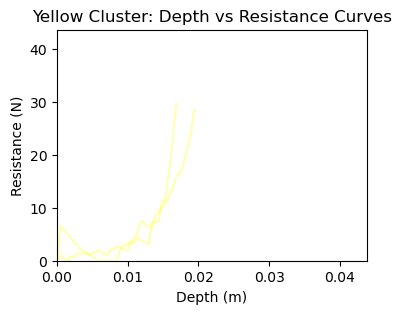 Yellow Cluster: Depth vs Resistance Curves
40
30
20
10
0
Resistance (N)
0.00 0.01 0.02 0.03 0.04
Depth (m)